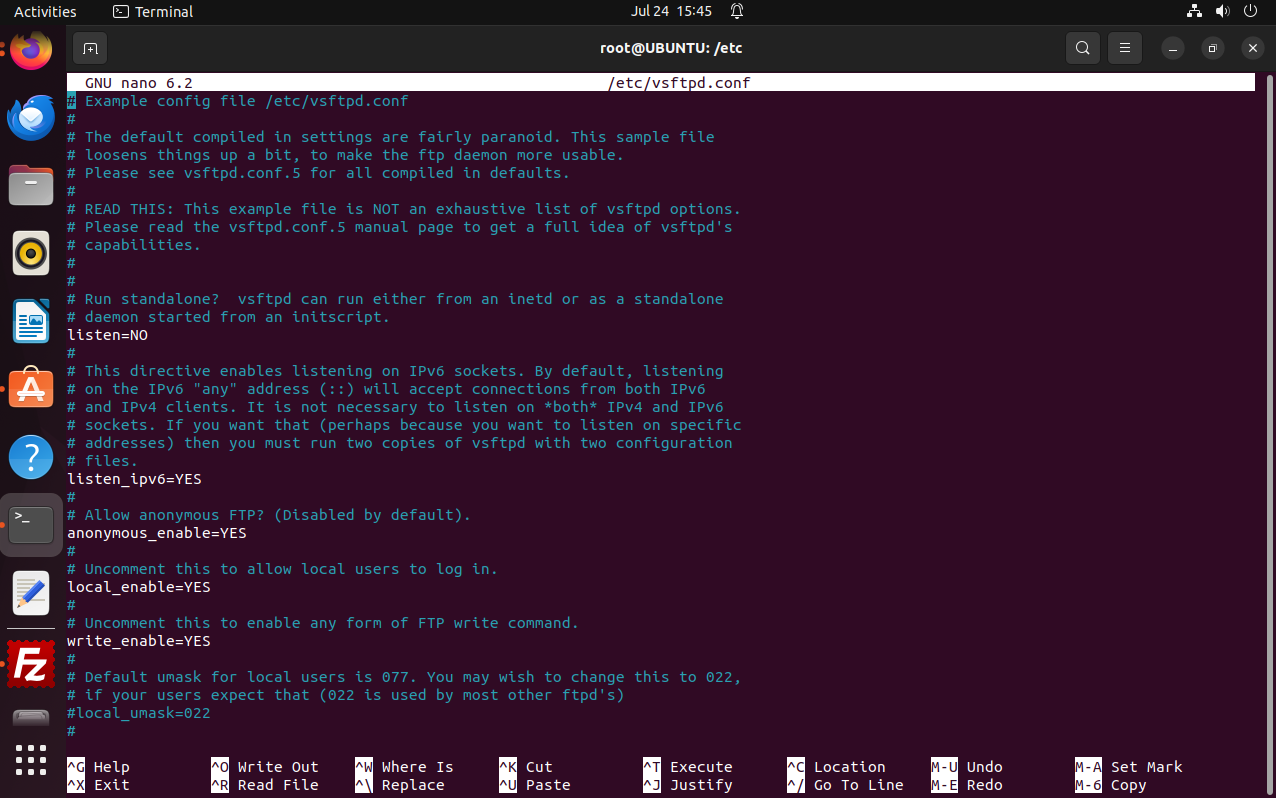 Activities Terminal Jul 24 15:45
root@UBUNTU: /etc
GNU nano 6.2 /etc/vsftpd.conf
# Example config file /etc/vsftpd.conf
#
# The default compiled in settings are fairly paranoid. This sample file
# loosens things up a bit, to make the ftp daemon more usable.
# Please see vsftpd.conf.5 for all compiled in defaults.
#
# READ THIS: This example file is NOT an exhaustive list of vsftpd options.
# Please read the vsftpd.conf.5 manual page to get a full idea of vsftpd's
# capabilities.
#
#
# Run standalone?  vsftpd can run either from an inetd or as a standalone
# daemon started from an initscript.
listen=NO
#
# This directive enables listening on IPv6 sockets. By default, listening
# on the IPv6 "any" address (::) will accept connections from both IPv6
# and IPv4 clients. It is not necessary to listen on *both* IPv4 and IPv6
# sockets. If you want that (perhaps because you want to listen on specific
# addresses) then you must run two copies of vsftpd with two configuration
# files.
listen_ipv6=YES
#
# Allow anonymous FTP? (Disabled by default).
anonymous_enable=YES
#
# Uncomment this to allow local users to log in.
local_enable=YES
#
# Uncomment this to enable any form of FTP write command.
write_enable=YES
#
# Default umask for local users is 077. You may wish to change this to 022,
# if your users expect that (022 is used by most other ftpd's)
#local_umask=022
#
^G Help ^O Write Out ^W Where Is ^K Cut ^T Execute ^C Location M-U Undo M-A Set Mark
^X Exit ^R Read File ^\ Replace ^U Paste ^J Justify ^/ Go To Line M-E Redo M-6 Copy